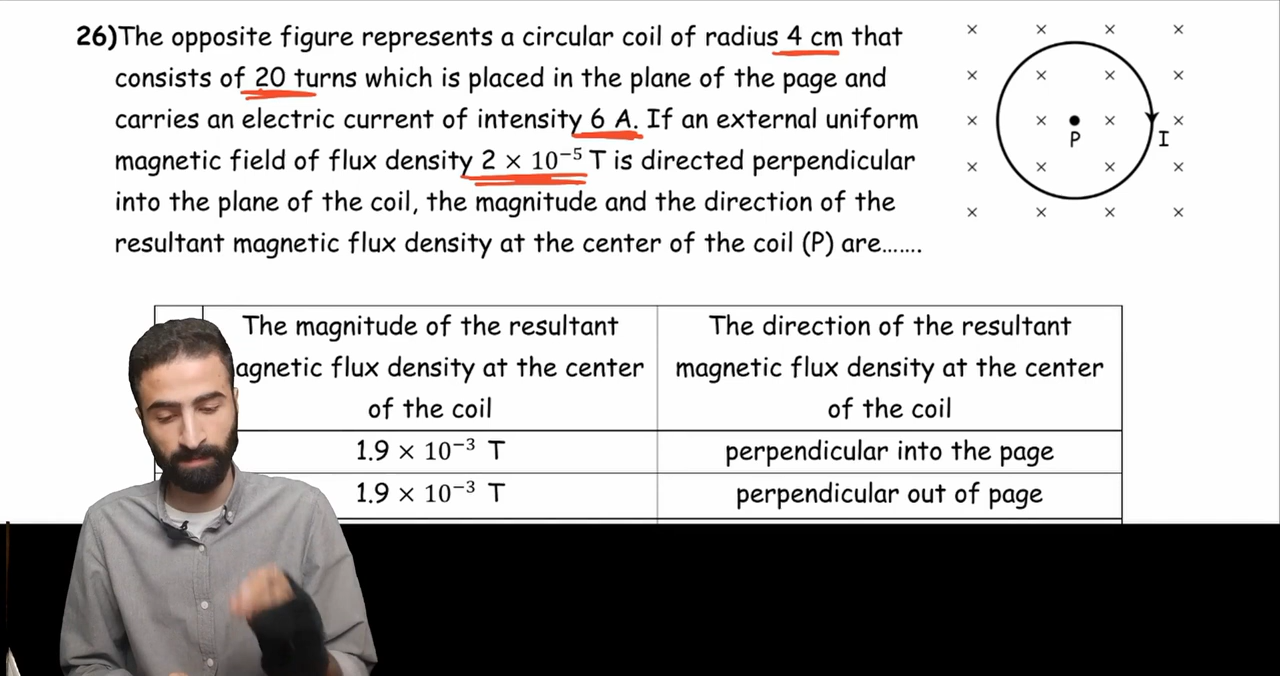 26)The opposite figure represents a circular coil of radius 4 cm that
consists of 20 turns which is placed in the plane of the page and
carries an electric current of intensity 6 A. If an external uniform
magnetic field of flux density 2 × 10⁻⁵ T is directed perpendicular
into the plane of the coil, the magnitude and the direction of the
resultant magnetic flux density at the center of the coil (P) are.......
× × × ×
× × × ×
× × P × × I
× × × ×
× × × ×
The magnitude of the resultant
agnetic flux density at the center
of the coil
The direction of the resultant
magnetic flux density at the center
of the coil
1.9 × 10⁻³ T
perpendicular into the page
1.9 × 10⁻³ T
perpendicular out of page